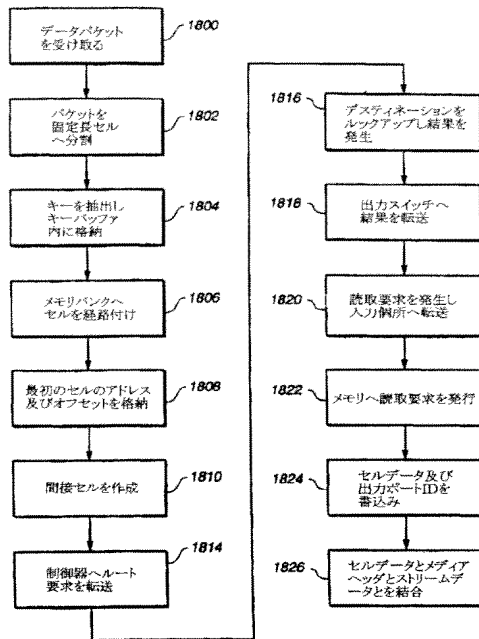 1800
データパケット
を受け取る
1802
パケットを
固定長セル
へ分割
1804
キーを抽出し
キーバッファ
内に格納
1806
メモリバンクへ
セルを経路付け
1808
最初のセルのアドレス
及びオフセットを格納
1810
間接セルを作成
1814
制御器へルート
要求を転送
1816
デスティネーションを
ルックアップし結果を
発生
1818
出力スイッチへ
結果を転送
1820
読取要求を発生し
入力個所へ転送
1822
メモリへ読取要求を発行
1824
セルデータ及び
出力ポートIDを
書込み
1826
セルデータとメディア
ヘッダとストリームデー
タとを結合